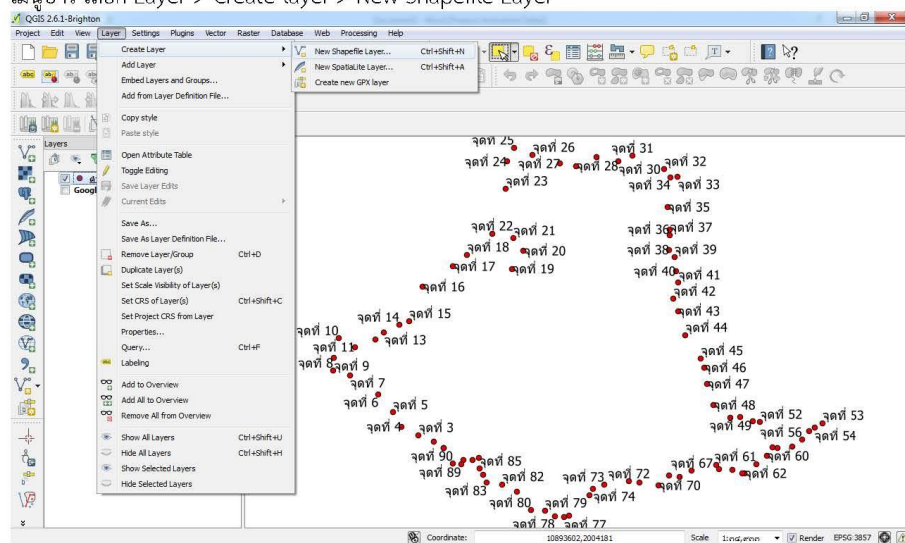 QGIS 2.6.1-Brighton
Project Edit View Layer Settings Plugins Vector Raster Database Web Processing Help
Create Layer
Add Layer
Embed Layers and Groups...
Add from Layer Definition File...
Copy style
Paste style
Open Attribute Table
Toggle Editing
Save Layer Edits
Current Edits
Save As...
Save As Layer Definition File...
Remove Layer/Group Ctrl+D
Duplicate Layer(s)
Set Scale Visibility of Layer(s)
Set CRS of Layer(s) Ctrl+Shift+C
Set Project CRS from Layer
Properties...
Query... Ctrl+F
Labeling
Add to Overview
Add All to Overview
Remove All from Overview
Show All Layers Ctrl+Shift+U
Hide All Layers Ctrl+Shift+H
Show Selected Layers
Hide Selected Layers
New Shapefile Layer... Ctrl+Shift+N
New SpatiaLite Layer... Ctrl+Shift+A
Create new GPX layer
Layers
จุดที่ 25
จุดที่ 26
จุดที่ 31
จุดที่ 24
จุดที่ 27
จุดที่ 28
จุดที่ 30
จุดที่ 32
จุดที่ 23
จุดที่ 34
จุดที่ 33
จุดที่ 35
จุดที่ 22
จุดที่ 21
จุดที่ 36
จุดที่ 37
จุดที่ 18
จุดที่ 20
จุดที่ 38
จุดที่ 39
จุดที่ 17
จุดที่ 19
จุดที่ 40
จุดที่ 41
จุดที่ 16
จุดที่ 42
จุดที่ 14
จุดที่ 15
จุดที่ 43
จุดที่ 10
จุดที่ 13
จุดที่ 44
จุดที่ 11
จุดที่ 45
จุดที่ 8
จุดที่ 9
จุดที่ 46
จุดที่ 7
จุดที่ 47
จุดที่ 6
จุดที่ 5
จุดที่ 48
จุดที่ 52
จุดที่ 53
จุดที่ 4
จุดที่ 3
จุดที่ 49
จุดที่ 56
จุดที่ 54
จุดที่ 90
จุดที่ 85
จุดที่ 67
จุดที่ 61
จุดที่ 60
จุดที่ 89
จุดที่ 82
จุดที่ 73
จุดที่ 72
จุดที่ 62
จุดที่ 83
จุดที่ 70
จุดที่ 80
จุดที่ 79
จุดที่ 74
จุดที่ 78
จุดที่ 77
Coordinate: 10893602,2004181 Scale Render EPSG:3857